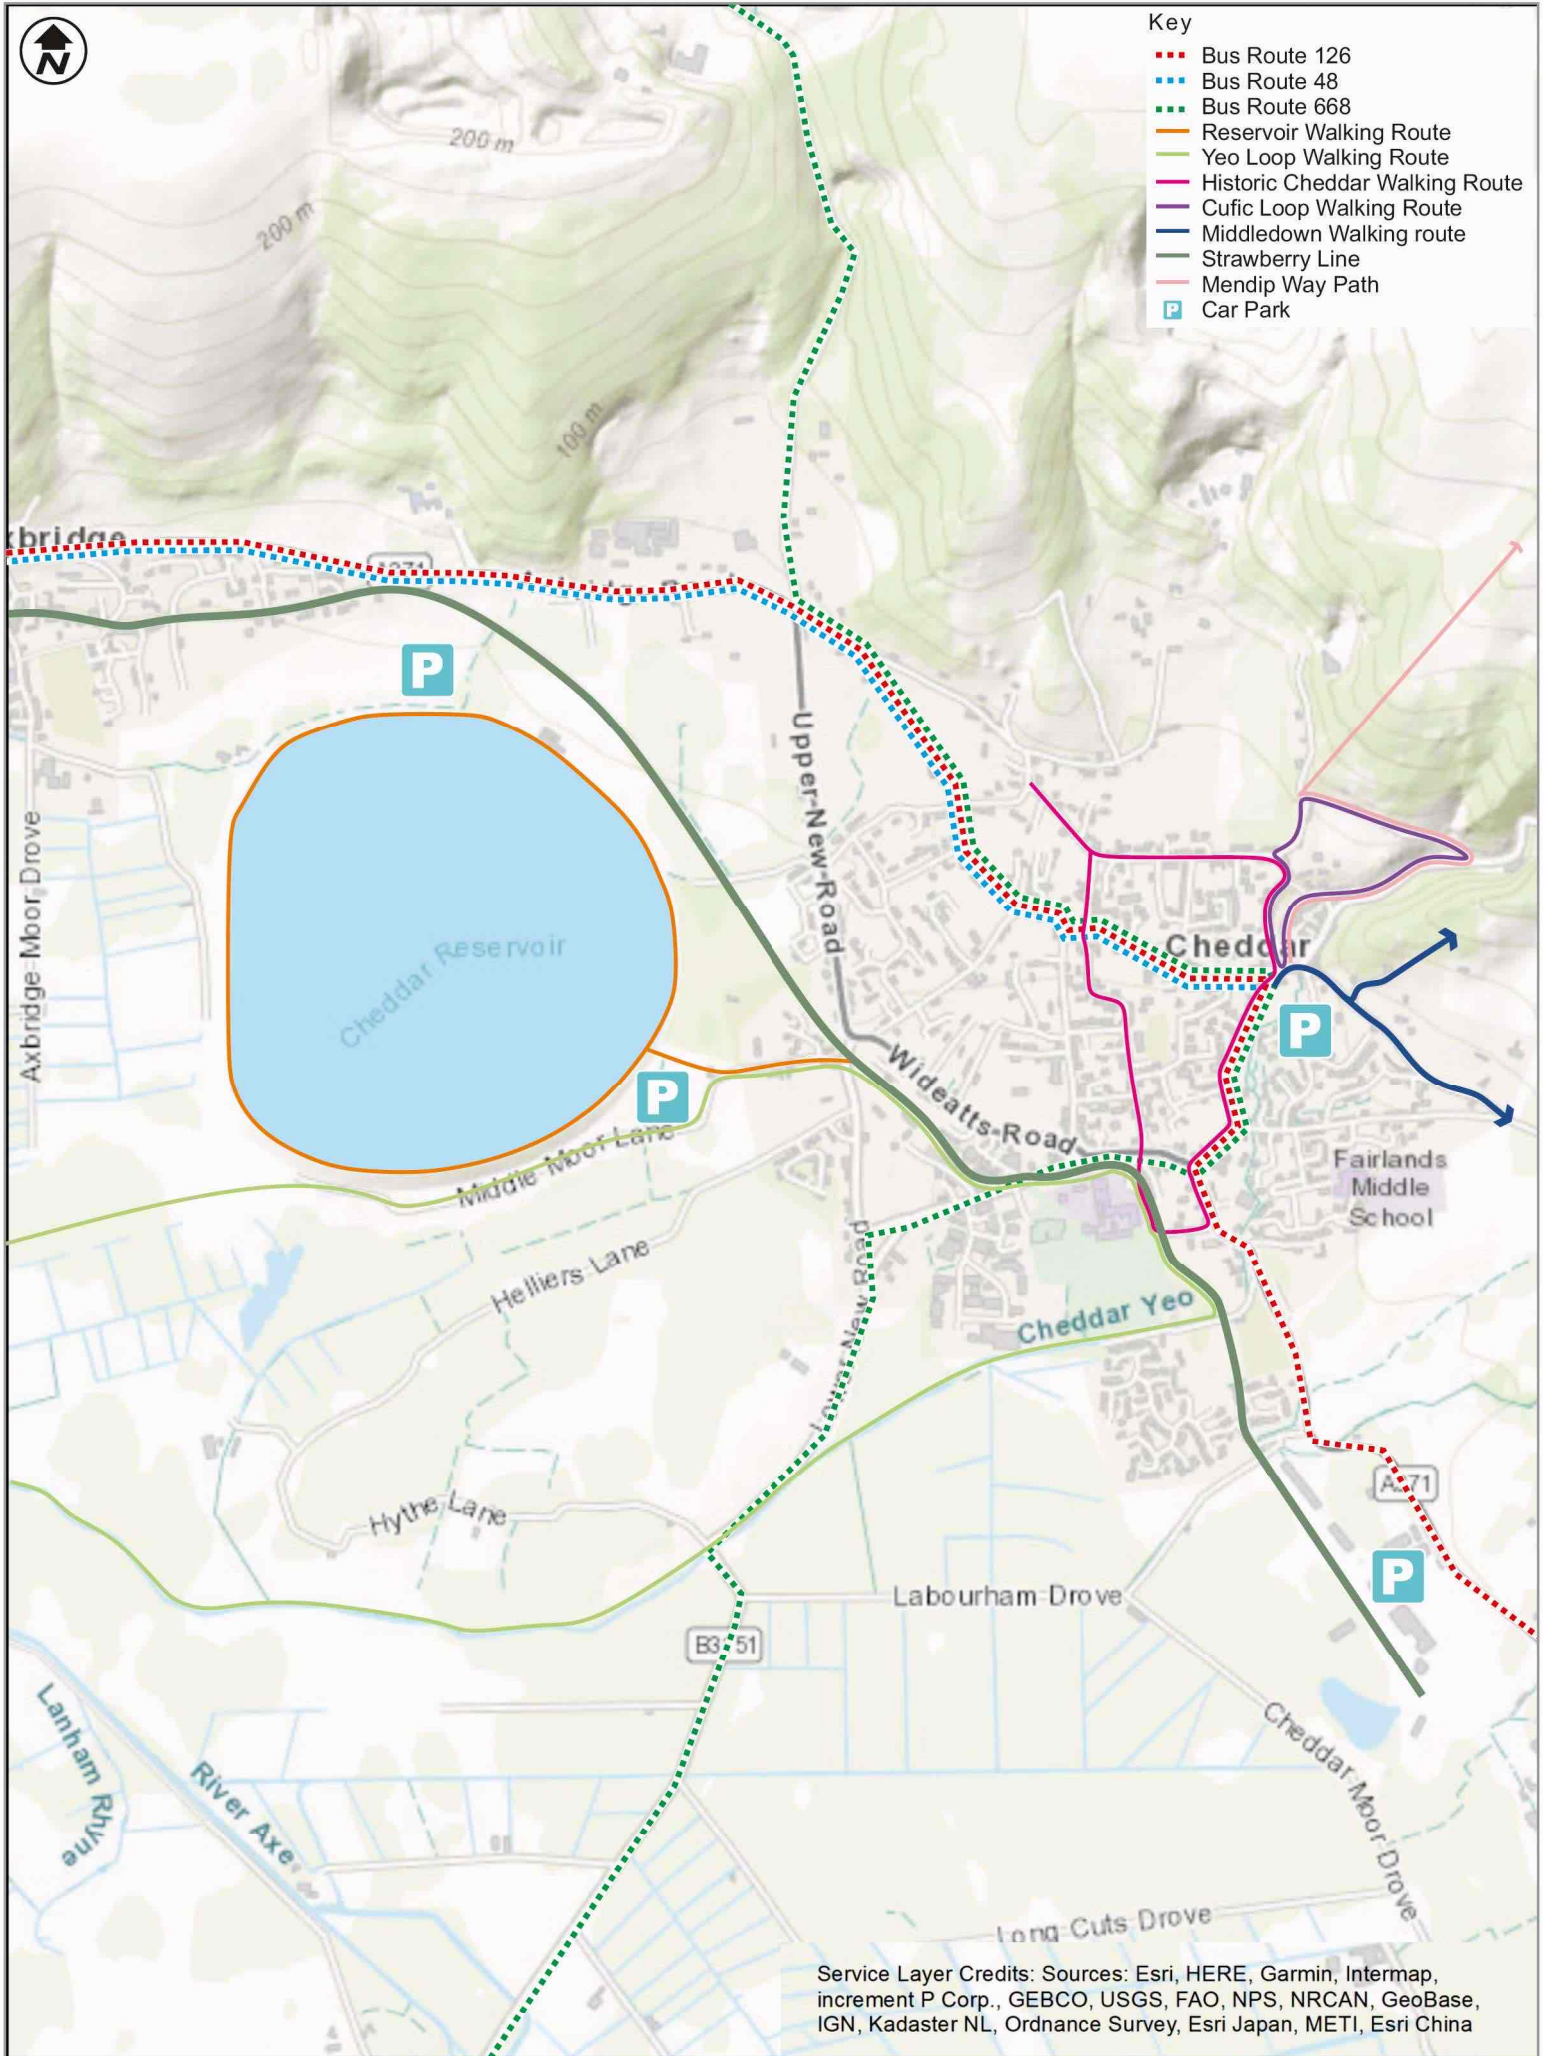 N
Key
Bus Route 126
Bus Route 48
Bus Route 668
Reservoir Walking Route
Yeo Loop Walking Route
Historic Cheddar Walking Route
Cufic Loop Walking Route
Middledown Walking route
Strawberry Line
Mendip Way Path
P Car Park
200 m
200 m
100 m
xbridge
P
Upper New Road
Axbridge Moor Drove
Cheddar Reservoir
Cheddar
P
P
Wideatts Road
Middle Moor Lane
Fairlands
Middle
School
Helliers Lane
Cheddar Yeo
Hythe Lane
P
Labourham Drove
Lanham Rhyne
River Axe
Cheddar Moor Drove
Long Cuts Drove
Service Layer Credits: Sources: Esri, HERE, Garmin, Intermap,
increment P Corp., GEBCO, USGS, FAO, NPS, NRCAN, GeoBase,
IGN, Kadaster NL, Ordnance Survey, Esri Japan, METI, Esri China